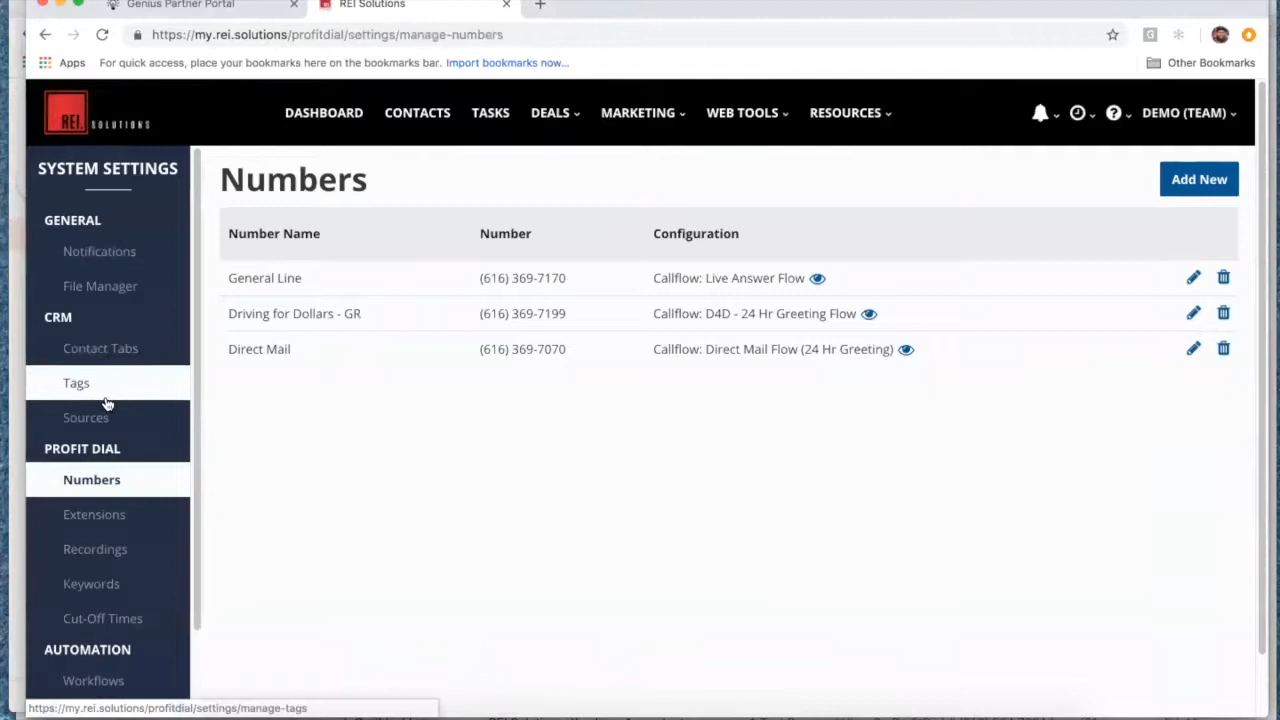 Genius Partner Portal
REI Solutions
https://my.rei.solutions/profitdial/settings/manage-numbers
Apps For quick access, place your bookmarks here on the bookmarks bar. Import bookmarks now... Other Bookmarks
REI. SOLUTIONS DASHBOARD CONTACTS TASKS DEALS MARKETING WEB TOOLS RESOURCES DEMO (TEAM)
SYSTEM SETTINGS
GENERAL
Notifications
File Manager
CRM
Contact Tabs
Tags
Sources
PROFIT DIAL
Numbers
Extensions
Recordings
Keywords
Cut-Off Times
AUTOMATION
Workflows
Numbers
Add New
Number Name Number Configuration
General Line (616) 369-7170 Callflow: Live Answer Flow
Driving for Dollars - GR (616) 369-7199 Callflow: D4D - 24 Hr Greeting Flow
Direct Mail (616) 369-7070 Callflow: Direct Mail Flow (24 Hr Greeting)
https://my.rei.solutions/profitdial/settings/manage-tags